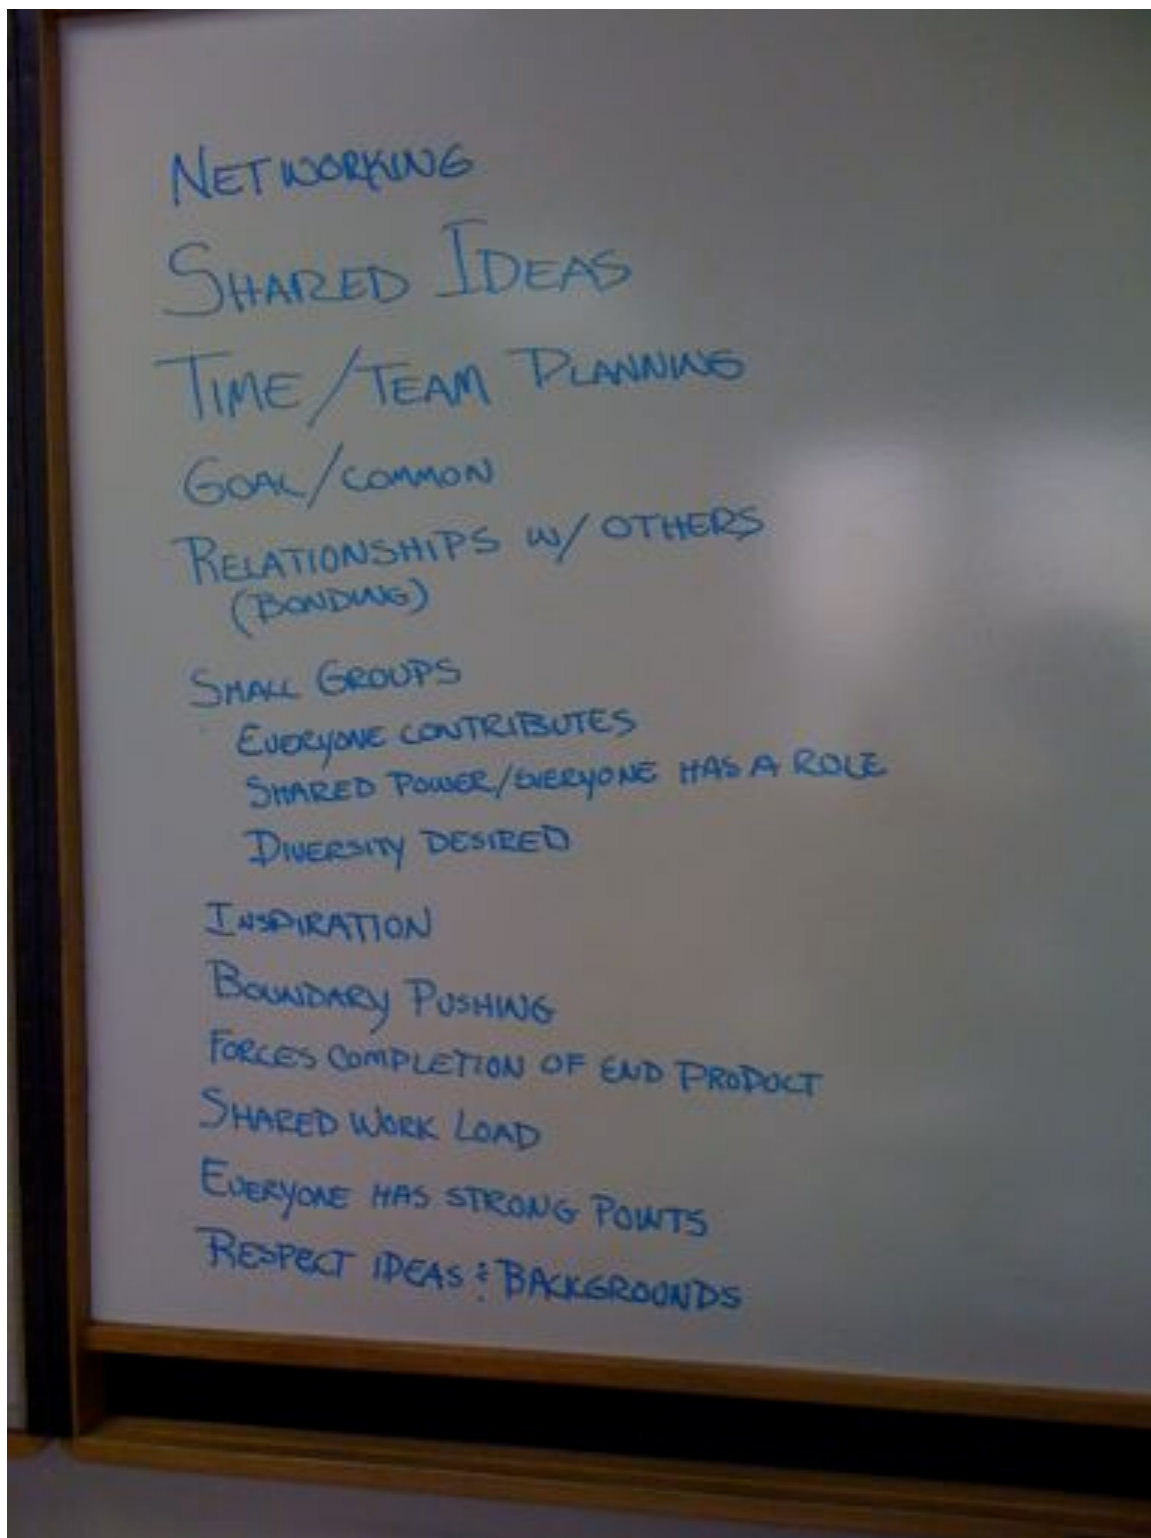 NETWORKING
SHARED IDEAS
TIME/TEAM PLANNING
GOAL/COMMON
RELATIONSHIPS W/ OTHERS
(BONDING)
SMALL GROUPS
EVERYONE CONTRIBUTES
SHARED POWER/EVERYONE HAS A ROLE
DIVERSITY DESIRED
INSPIRATION
BOUNDARY PUSHING
FORCES COMPLETION OF END PRODUCT
SHARED WORK LOAD
EVERYONE HAS STRONG POINTS
RESPECT IDEAS & BACKGROUNDS